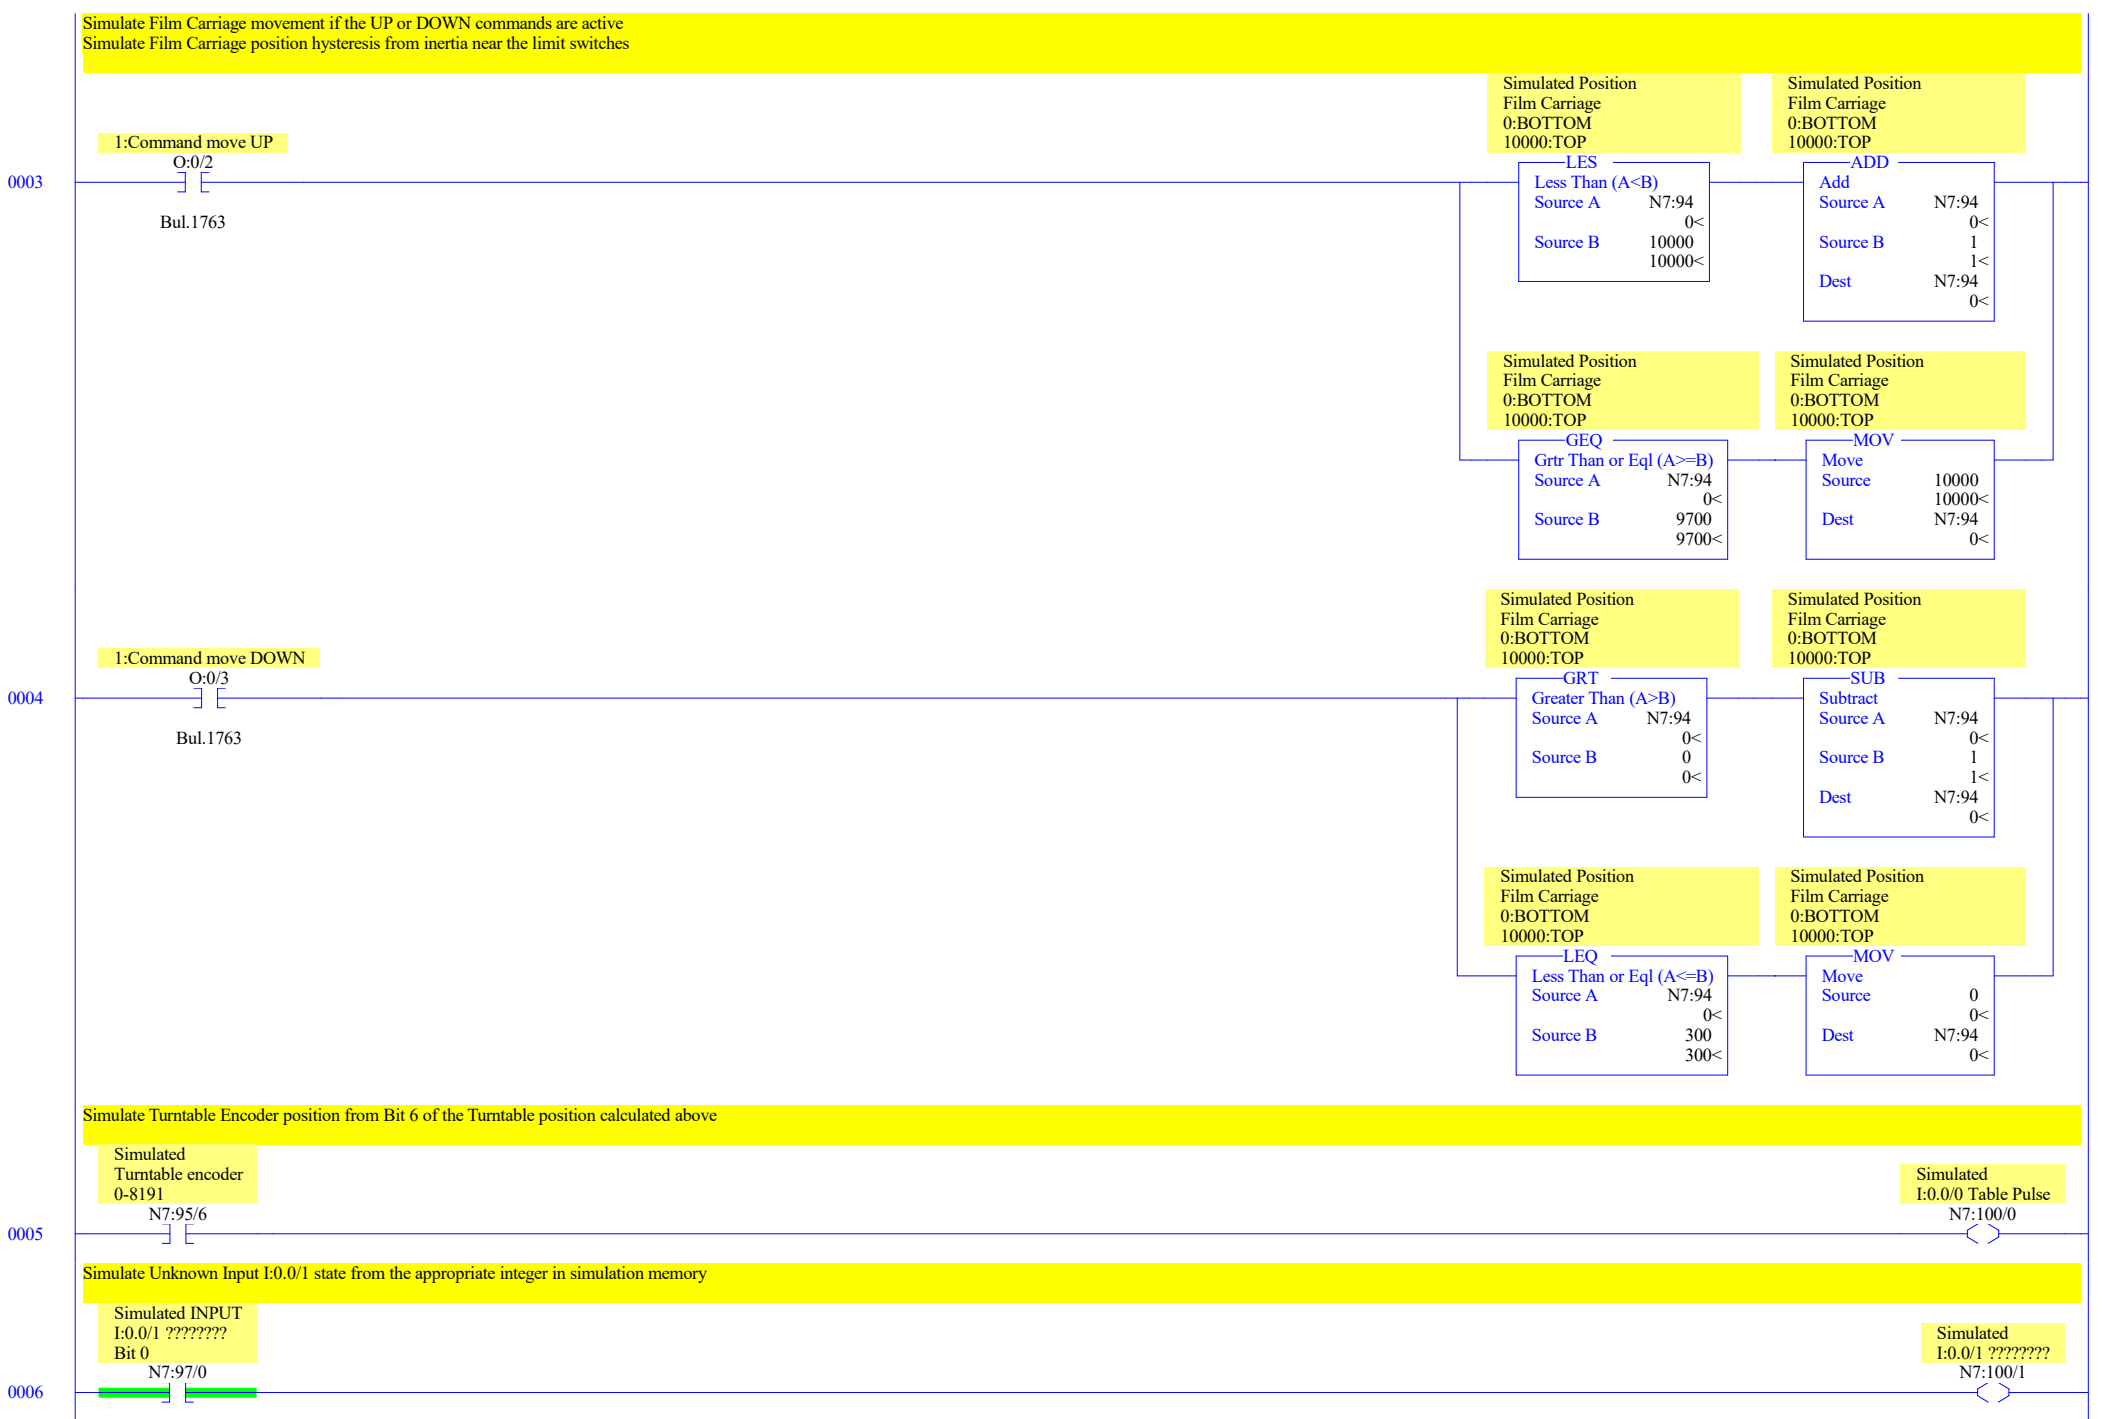 Simulate Film Carriage movement if the UP or DOWN commands are active
Simulate Film Carriage position hysteresis from inertia near the limit switches
0003
1:Command move UP
O:0/2
Bul.1763
Simulated Position
Film Carriage
0:BOTTOM
10000:TOP
LES
Less Than (A<B)
Source A N7:94
0<
Source B 10000
10000<
Simulated Position
Film Carriage
0:BOTTOM
10000:TOP
ADD
Add
Source A N7:94
0<
Source B 1
1<
Dest N7:94
0<
Simulated Position
Film Carriage
0:BOTTOM
10000:TOP
GEQ
Grtr Than or Eql (A>=B)
Source A N7:94
0<
Source B 9700
9700<
Simulated Position
Film Carriage
0:BOTTOM
10000:TOP
MOV
Move
Source 10000
10000<
Dest N7:94
0<
0004
1:Command move DOWN
O:0/3
Bul.1763
Simulated Position
Film Carriage
0:BOTTOM
10000:TOP
GRT
Greater Than (A>B)
Source A N7:94
0<
Source B 0
0<
Simulated Position
Film Carriage
0:BOTTOM
10000:TOP
SUB
Subtract
Source A N7:94
0<
Source B 1
1<
Dest N7:94
0<
Simulated Position
Film Carriage
0:BOTTOM
10000:TOP
LEQ
Less Than or Eql (A<=B)
Source A N7:94
0<
Source B 300
300<
Simulated Position
Film Carriage
0:BOTTOM
10000:TOP
MOV
Move
Source 0
0<
Dest N7:94
0<
Simulate Turntable Encoder position from Bit 6 of the Turntable position calculated above
0005
Simulated
Turntable encoder
0-8191
N7:95/6
Simulated
I:0.0/0 Table Pulse
N7:100/0
Simulate Unknown Input I:0.0/1 state from the appropriate integer in simulation memory
0006
Simulated INPUT
I:0.0/1 ????????
Bit 0
N7:97/0
Simulated
I:0.0/1 ????????
N7:100/1